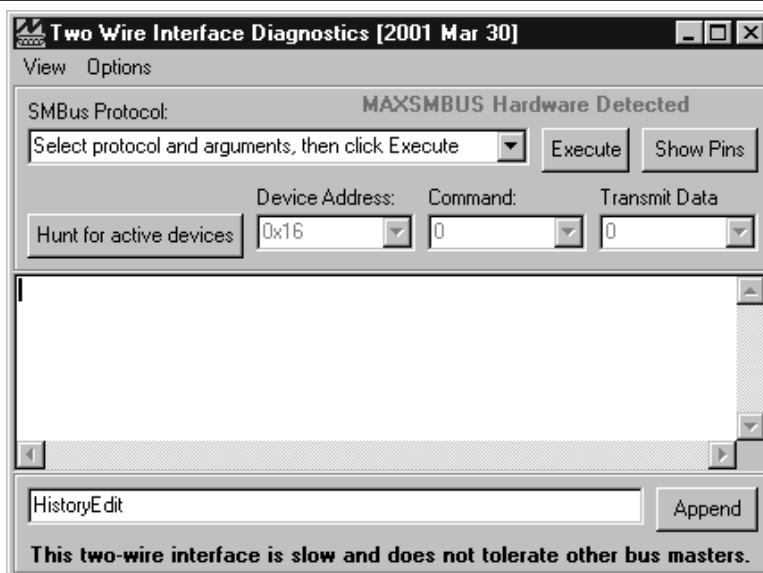 Two Wire Interface Diagnostics [2001 Mar 30]
View Options
SMBus Protocol:
MAXSMBUS Hardware Detected
Select protocol and arguments, then click Execute
Execute
Show Pins
Device Address:
Command:
Transmit Data
Hunt for active devices
0x16
0
0
HistoryEdit
Append
This two-wire interface is slow and does not tolerate other bus masters.